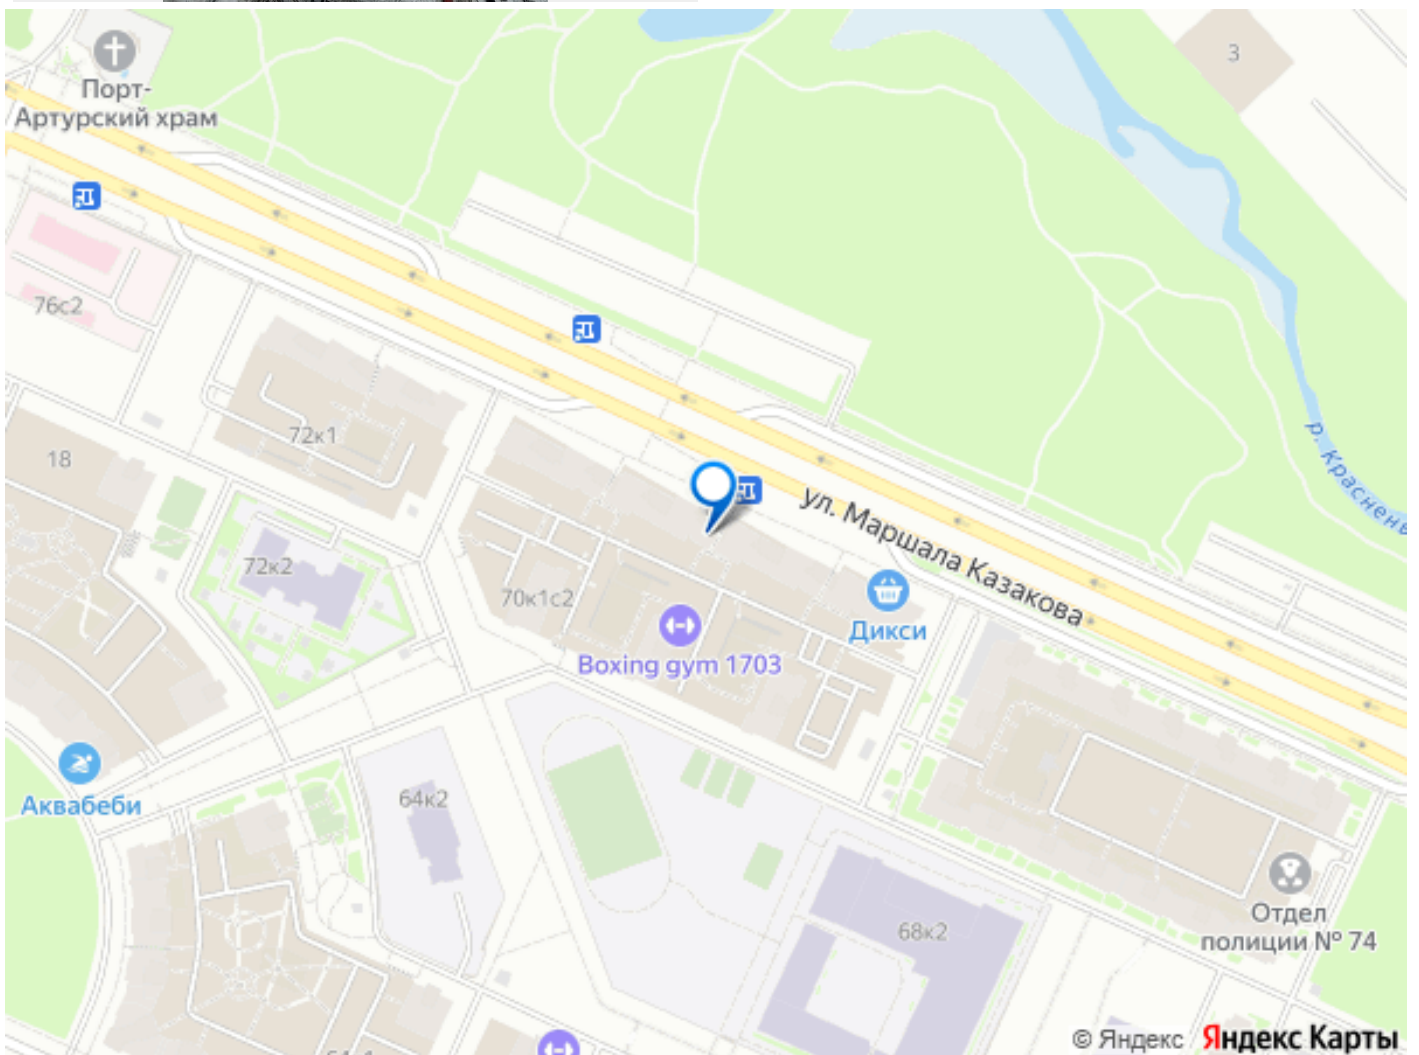 3
Порт-
Артурский храм
76с2
72к1
18
ул. Маршала Казакова
р. Красненьк
72к2
70к1с2
Дикси
Boxing gym 1703
Аквабеби
64к2
68к2
Отдел
полиции № 74
© Яндекс Яндекс Карты